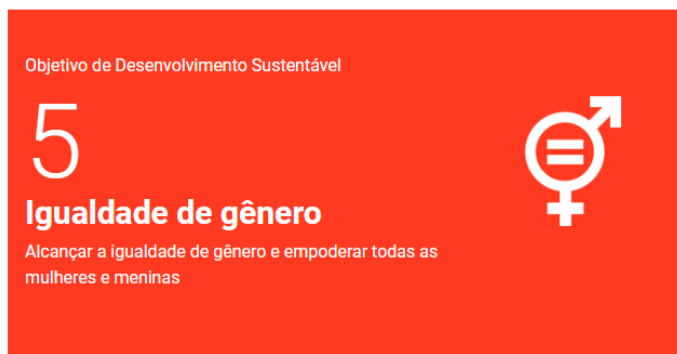 Objetivo de Desenvolvimento Sustentável
5
Igualdade de gênero
Alcançar a igualdade de gênero e empoderar todas as
mulheres e meninas